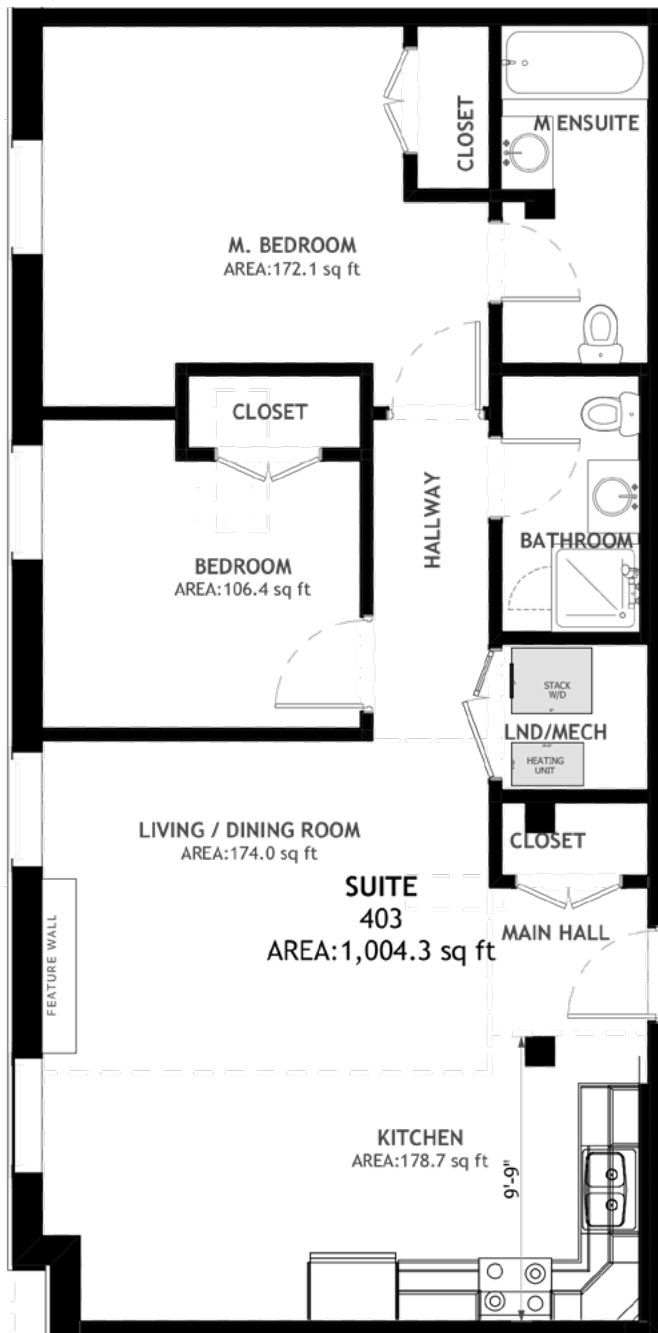 CLOSET
M ENSUITE
M. BEDROOM
AREA:172.1 sq ft
CLOSET
HALLWAY
BEDROOM
AREA:106.4 sq ft
BATHROOM
STACK
W/D
LND/MECH
HEATING
UNIT
LIVING / DINING ROOM
AREA:174.0 sq ft
CLOSET
SUITE
403
AREA:1,004.3 sq ft
MAIN HALL
FEATURE WALL
KITCHEN
AREA:178.7 sq ft
9'-9"